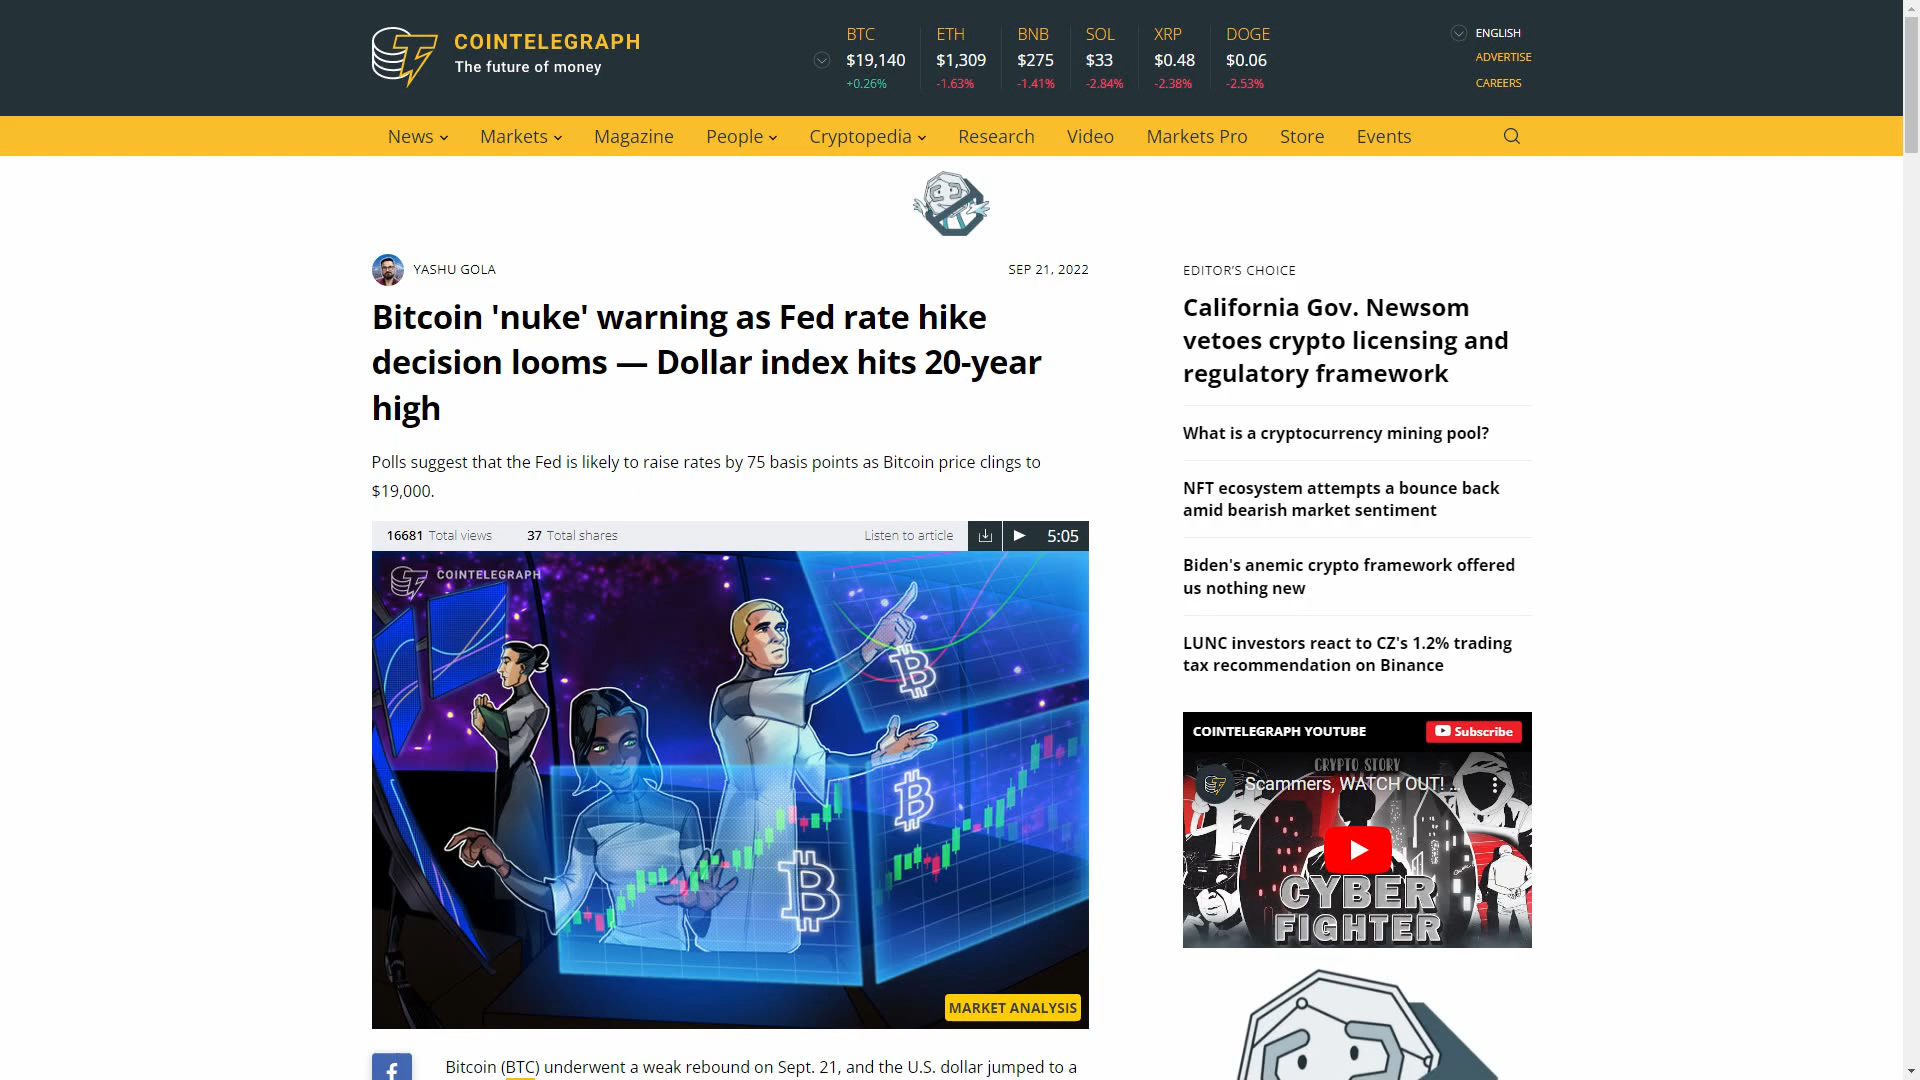 COINTELEGRAPH
The future of money
BTC ETH BNB SOL XRP DOGE
$19,140 $1,309 $275 $33 $0.48 $0.06
+0.26% -1.63% -1.41% -2.84% -2.38% -2.53%
ENGLISH
ADVERTISE
CAREERS
News Markets Magazine People Cryptopedia Research Video Markets Pro Store Events
YASHU GOLA
SEP 21, 2022
Bitcoin 'nuke' warning as Fed rate hike
decision looms — Dollar index hits 20-year
high
Polls suggest that the Fed is likely to raise rates by 75 basis points as Bitcoin price clings to
$19,000.
16681 Total views 37 Total shares Listen to article 5:05
COINTELEGRAPH
MARKET ANALYSIS
Bitcoin (BTC) underwent a weak rebound on Sept. 21, and the U.S. dollar jumped to a
EDITOR'S CHOICE
California Gov. Newsom
vetoes crypto licensing and
regulatory framework
What is a cryptocurrency mining pool?
NFT ecosystem attempts a bounce back
amid bearish market sentiment
Biden's anemic crypto framework offered
us nothing new
LUNC investors react to CZ's 1.2% trading
tax recommendation on Binance
COINTELEGRAPH YOUTUBE
Subscribe
CRYPTO STORY
Scammers, WATCH OUT! ...
CYBER
FIGHTER